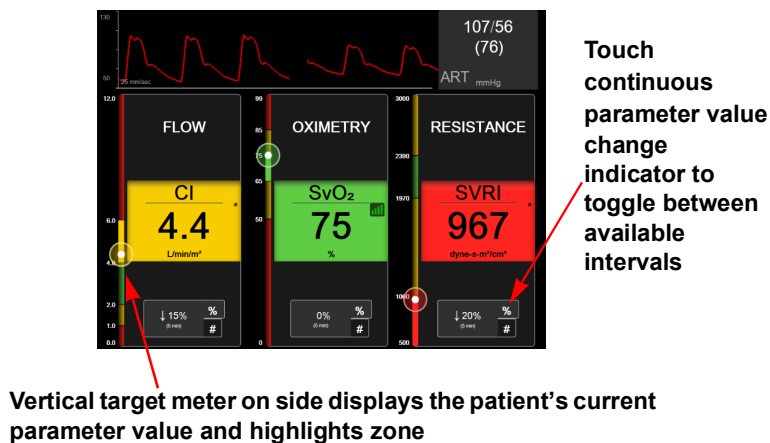 130
50
25 mm/sec
107/56
(76)
ART mmHg
Touch
continuous
parameter value
change
indicator to
toggle between
available
intervals
12.0
6.0
4.0
2.0
1.0
0.0
FLOW
CI
4.4
L/min/m²
↓ 15%
(5 min)
%
#
99
85
75
65
50
0
OXIMETRY
SvO₂
75
%
0%
(5 min)
%
#
3000
2390
1970
1000
500
RESISTANCE
SVRI
967
dyne-s-m²/cm⁵
↓ 20%
(5 min)
%
#
Vertical target meter on side displays the patient’s current
parameter value and highlights zone